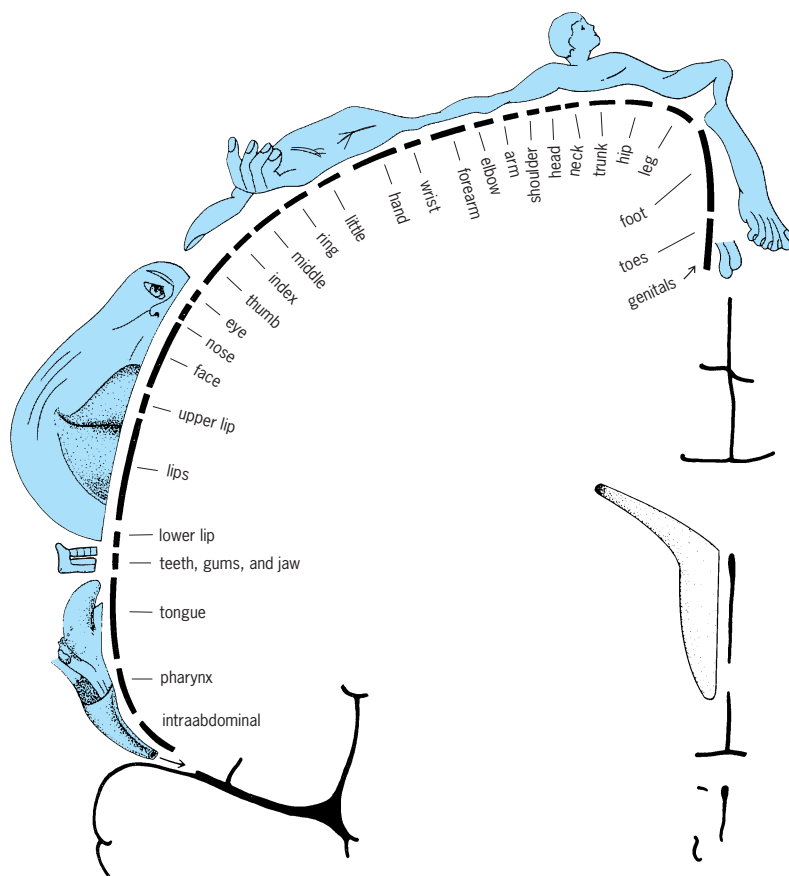 genitals
toes
foot
leg
hip
trunk
neck
head
shoulder
arm
elbow
forearm
wrist
hand
little
ring
middle
index
thumb
eye
nose
face
upper lip
lips
lower lip
teeth, gums, and jaw
tongue
pharynx
intraabdominal